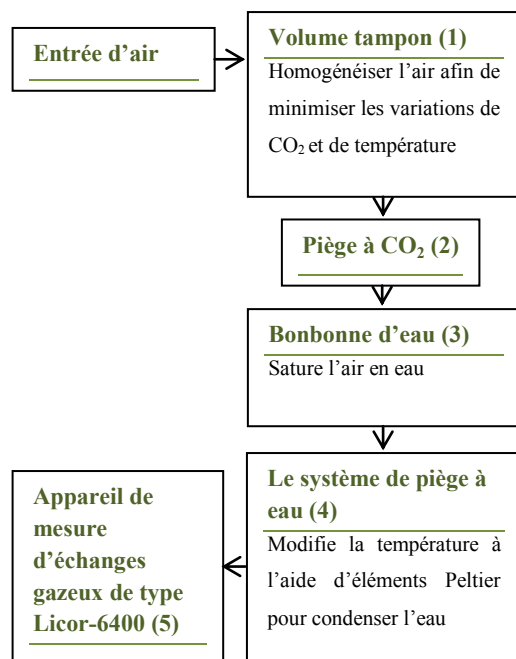 Entrée d’air
Volume tampon (1)
Homogénéiser l’air afin de
minimiser les variations de
CO₂ et de température
Piège à CO₂ (2)
Bonbonne d’eau (3)
Sature l’air en eau
Le système de piège à
eau (4)
Modifie la température à
l’aide d’éléments Peltier
pour condenser l’eau
Appareil de
mesure
d’échanges
gazeux de type
Licor-6400 (5)